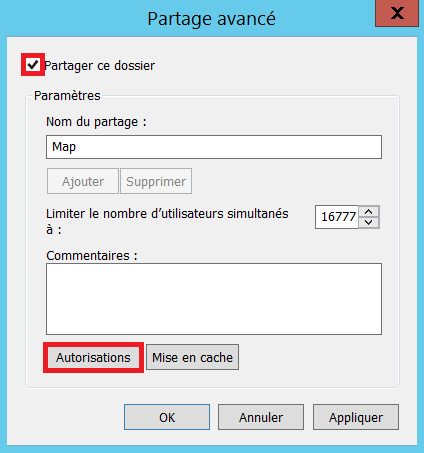 Partage avancé
X
Partager ce dossier
Paramètres
Nom du partage :
Map
Ajouter Supprimer
Limiter le nombre d’utilisateurs simultanés
à :
16777
Commentaires :
Autorisations Mise en cache
OK Annuler Appliquer